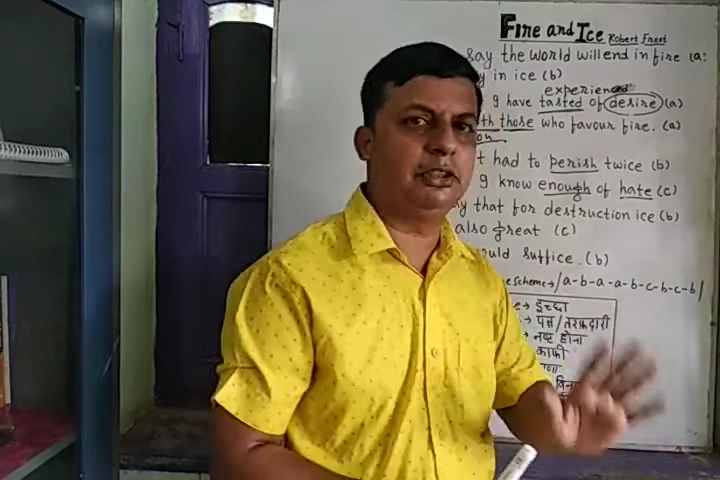 Fire and Ice Robert Frost
say the world will end in fire (a)
in ice (b)
experienced
I have tasted of desire (a)
th those who favour fire. (a)
on
had to perish twice (b)
I know enough of hate (c)
that for destruction ice (b)
also great (c)
suffice. (b)
Scheme → /a-b-a-a-b-c-b-c-b/
इच्छा
पक्ष/तरफदारी
नष्ट होना
काफी